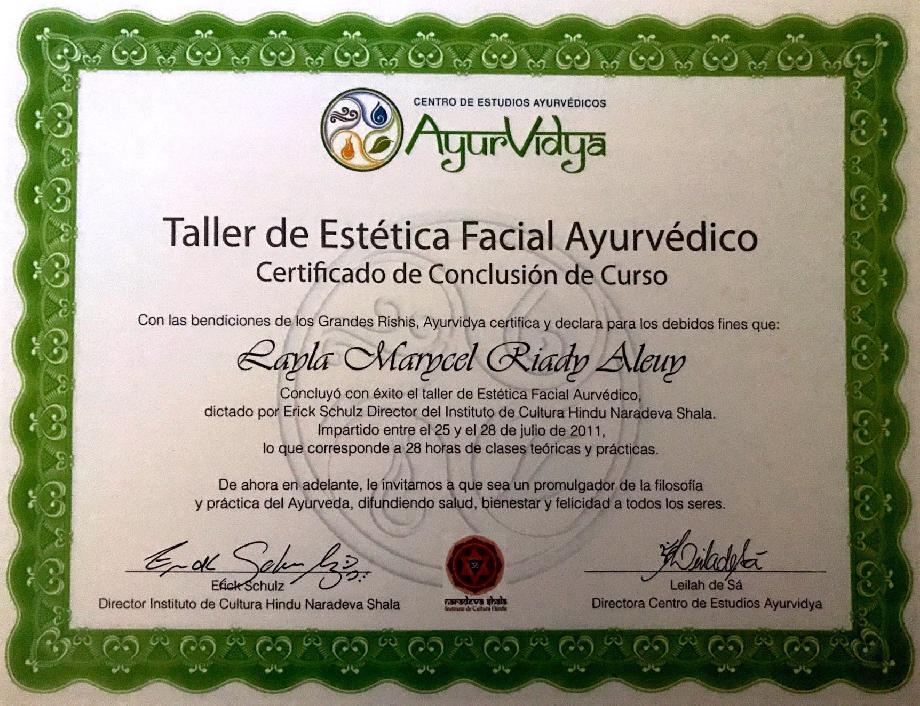 CENTRO DE ESTUDIOS AYURVÉDICOS
AyurVidya
Taller de Estética Facial Ayurvédico
Certificado de Conclusión de Curso
Con las bendiciones de los Grandes Rishis, Ayurvidya certifica y declara para los debidos fines que:
Layla Marycel Riady Aleuy
Concluyó con éxito el taller de Estética Facial Aurvédico,
dictado por Erick Schulz Director del Instituto de Cultura Hindu Naradeva Shala.
Impartido entre el 25 y el 28 de julio de 2011,
lo que corresponde a 28 horas de clases teóricas y prácticas.
De ahora en adelante, le invitamos a que sea un promulgador de la filosofía
y práctica del Ayurveda, difundiendo salud, bienestar y felicidad a todos los seres.
Erick Schulz
Director Instituto de Cultura Hindu Naradeva Shala
naradeva shala
Instituto de Cultura Hindu
Leilah de Sá
Directora Centro de Estudios Ayurvidya